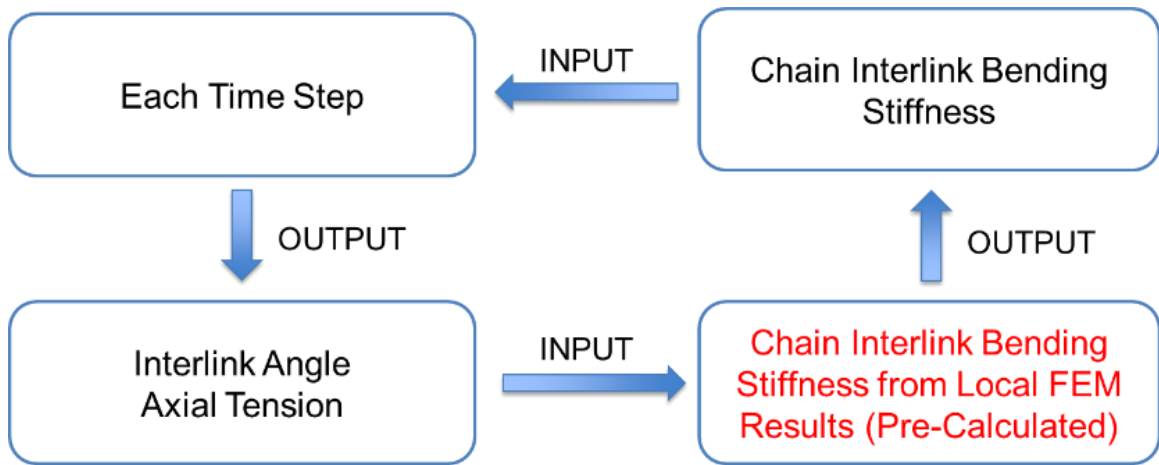 Each Time Step
INPUT
Chain Interlink Bending
Stiffness
OUTPUT
OUTPUT
Interlink Angle
Axial Tension
INPUT
Chain Interlink Bending
Stiffness from Local FEM
Results (Pre-Calculated)